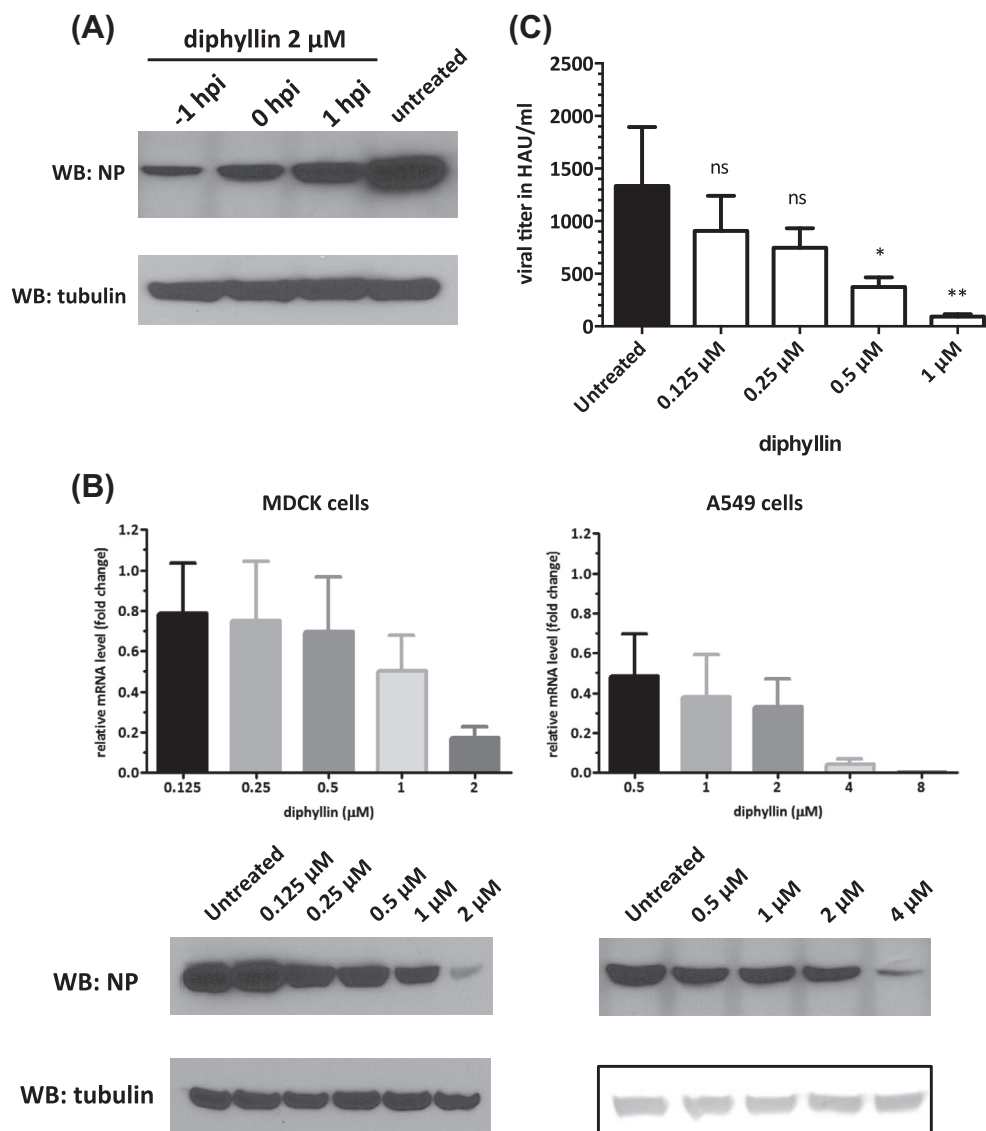 (A)
diphyllin 2 µM
-1 hpi
0 hpi
1 hpi
untreated
WB: NP
WB: tubulin
(C)
viral titer in HAU/ml
2500
2000
1500
1000
500
0
ns
ns
*
**
Untreated
0.125 µM
0.25 µM
0.5 µM
1 µM
diphyllin
(B)
MDCK cells
relative mRNA level (fold change)
1.2
1.0
0.8
0.6
0.4
0.2
0.0
0.125 0.25 0.5 1 2
diphyllin (µM)
A549 cells
relative mRNA level (fold change)
1.2
1.0
0.8
0.6
0.4
0.2
0.0
0.5 1 2 4 8
diphyllin (µM)
Untreated
0.125 µM
0.25 µM
0.5 µM
1 µM
2 µM
WB: NP
WB: tubulin
Untreated
0.5 µM
1 µM
2 µM
4 µM